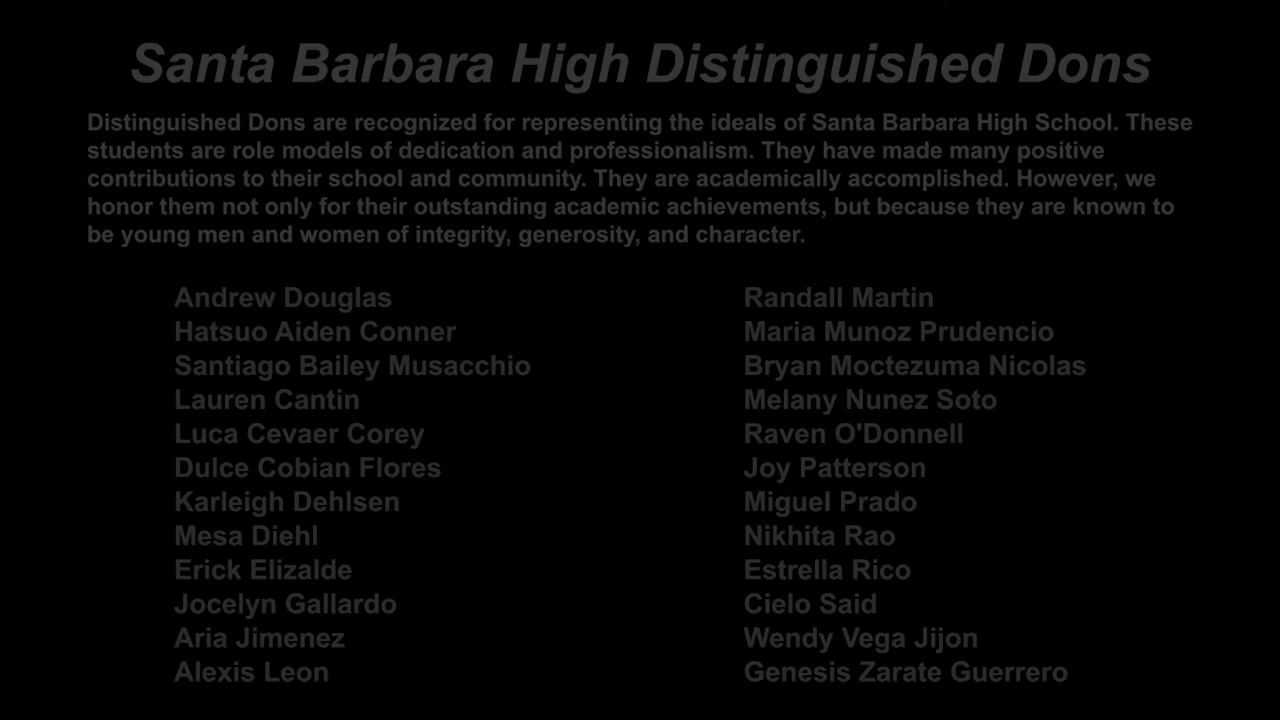 Santa Barbara High Distinguished Dons
Distinguished Dons are recognized for representing the ideals of Santa Barbara High School. These
students are role models of dedication and professionalism. They have made many positive
contributions to their school and community. They are academically accomplished. However, we
honor them not only for their outstanding academic achievements, but because they are known to
be young men and women of integrity, generosity, and character.
Andrew Douglas
Hatsuo Aiden Conner
Santiago Bailey Musacchio
Lauren Cantin
Luca Cevaer Corey
Dulce Cobian Flores
Karleigh Dehlsen
Mesa Diehl
Erick Elizalde
Jocelyn Gallardo
Aria Jimenez
Alexis Leon
Randall Martin
Maria Munoz Prudencio
Bryan Moctezuma Nicolas
Melany Nunez Soto
Raven O'Donnell
Joy Patterson
Miguel Prado
Nikhita Rao
Estrella Rico
Cielo Said
Wendy Vega Jijon
Genesis Zarate Guerrero